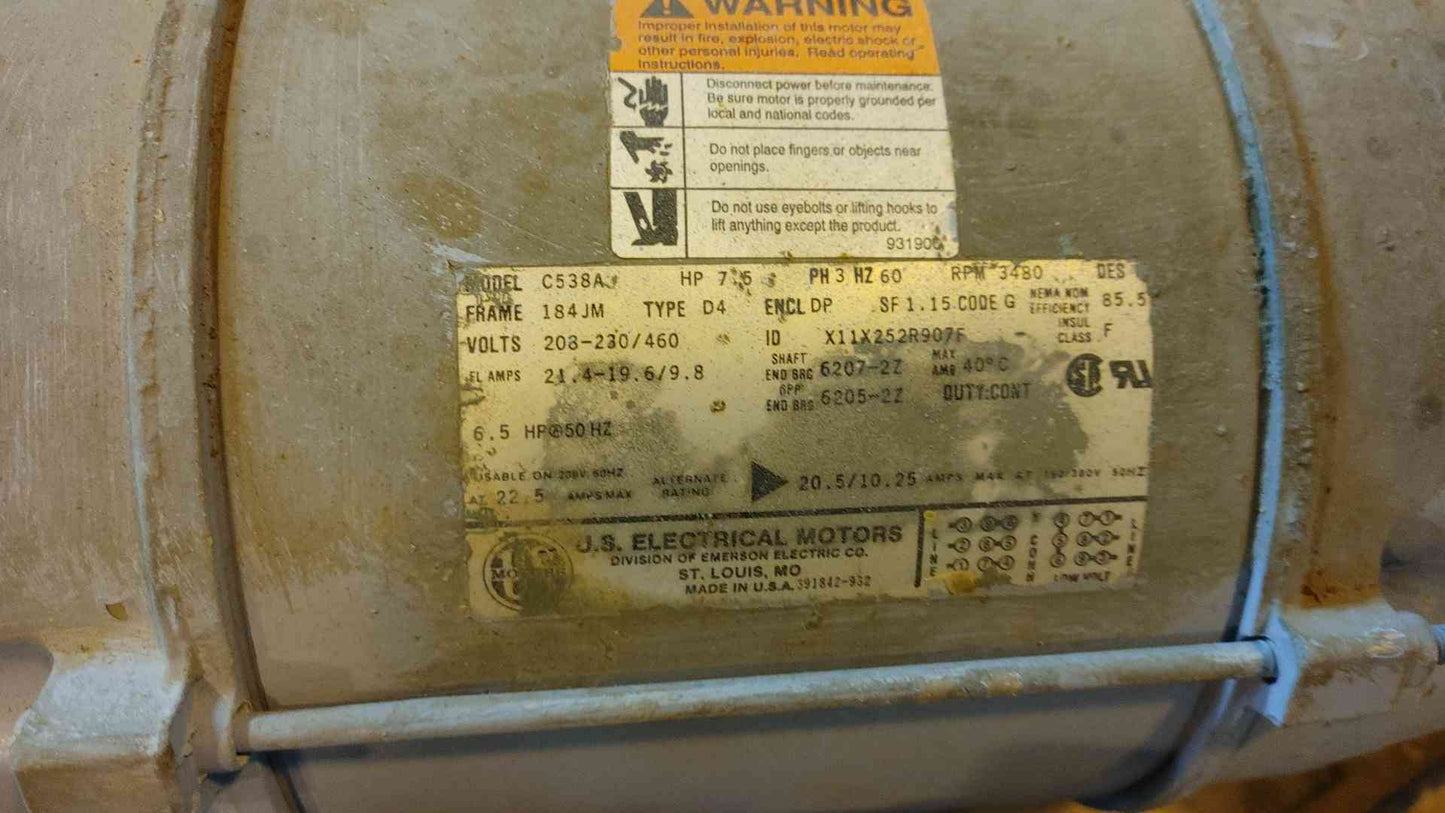 WARNING
Improper installation of this motor may
result in fire, explosion, electric shock or
other personal injuries. Read operating
instructions.
Disconnect power before maintenance.
Be sure motor is properly grounded per
local and national codes.
Do not place fingers or objects near
openings.
Do not use eyebolts or lifting hooks to
lift anything except the product.
931900
MODEL C538A HP 7.5 PH 3 HZ 60 RPM 3480 DES
FRAME 184JM TYPE D4 ENCL DP SF 1.15 CODE G NEMA NOM EFFICIENCY 85.5
VOLTS 208-230/460 ID X11X252R907F INSUL CLASS F
FL AMPS 21.4-19.6/9.8 SHAFT END BRG 6207-2Z MAX AMB 40°C
OPP END BRG 6205-2Z DUTY:CONT
6.5 HP@50HZ
USABLE ON 208V 60HZ
AT 22.5 AMPS MAX
ALTERNATE
RATING
20.5/10.25 AMPS MAX AT 190/380V 50HZ
U.S. ELECTRICAL MOTORS
DIVISION OF EMERSON ELECTRIC CO.
ST. LOUIS, MO
MADE IN U.S.A. 391842-932
MOTORS
LINE
CONN
LINE
LOW VOLT